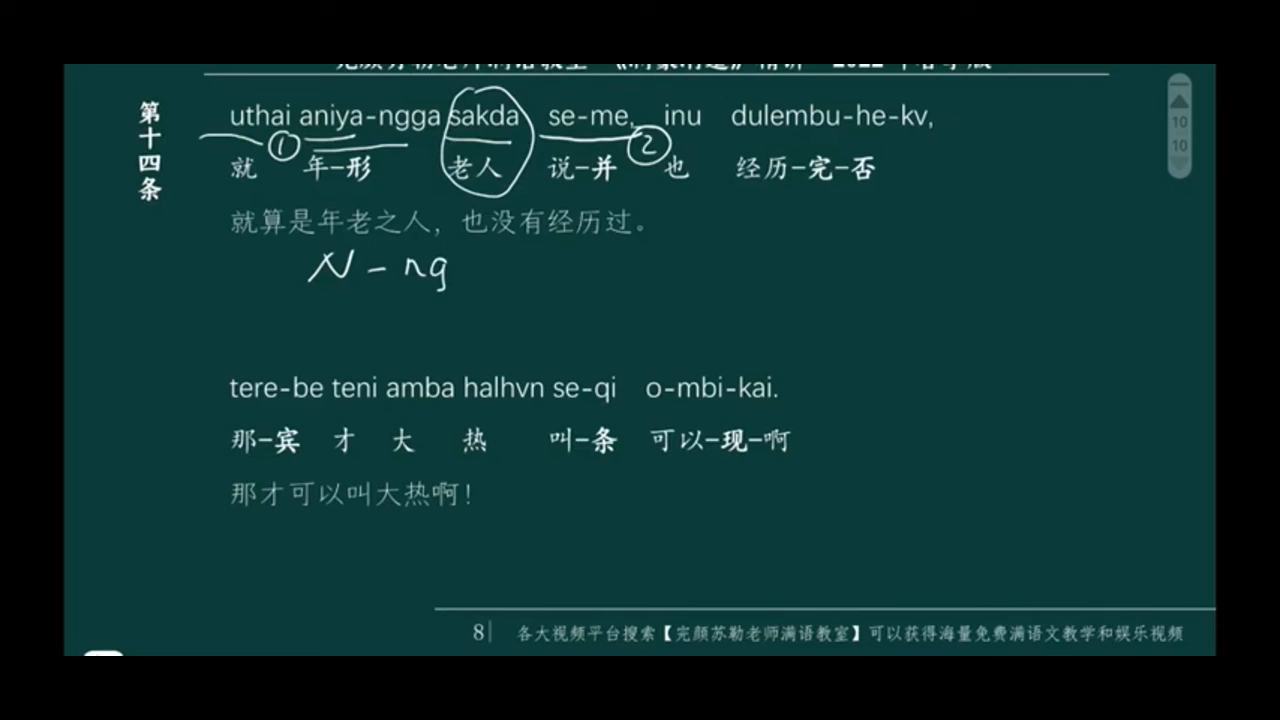 第十四条
uthai aniya-ngga sakda se-me, inu dulembu-he-kv,
① ②
就 年-形 老人 说-并 也 经历-完-否
就算是年老之人，也没有经历过。
N - ng
tere-be teni amba halhvn se-qi o-mbi-kai.
那-宾 才 大 热 叫-条 可以-现-啊
那才可以叫大热啊！
8| 各大视频平台搜索【完颜苏勒老师满语教室】可以获得海量免费满语文教学和娱乐视频
10
10